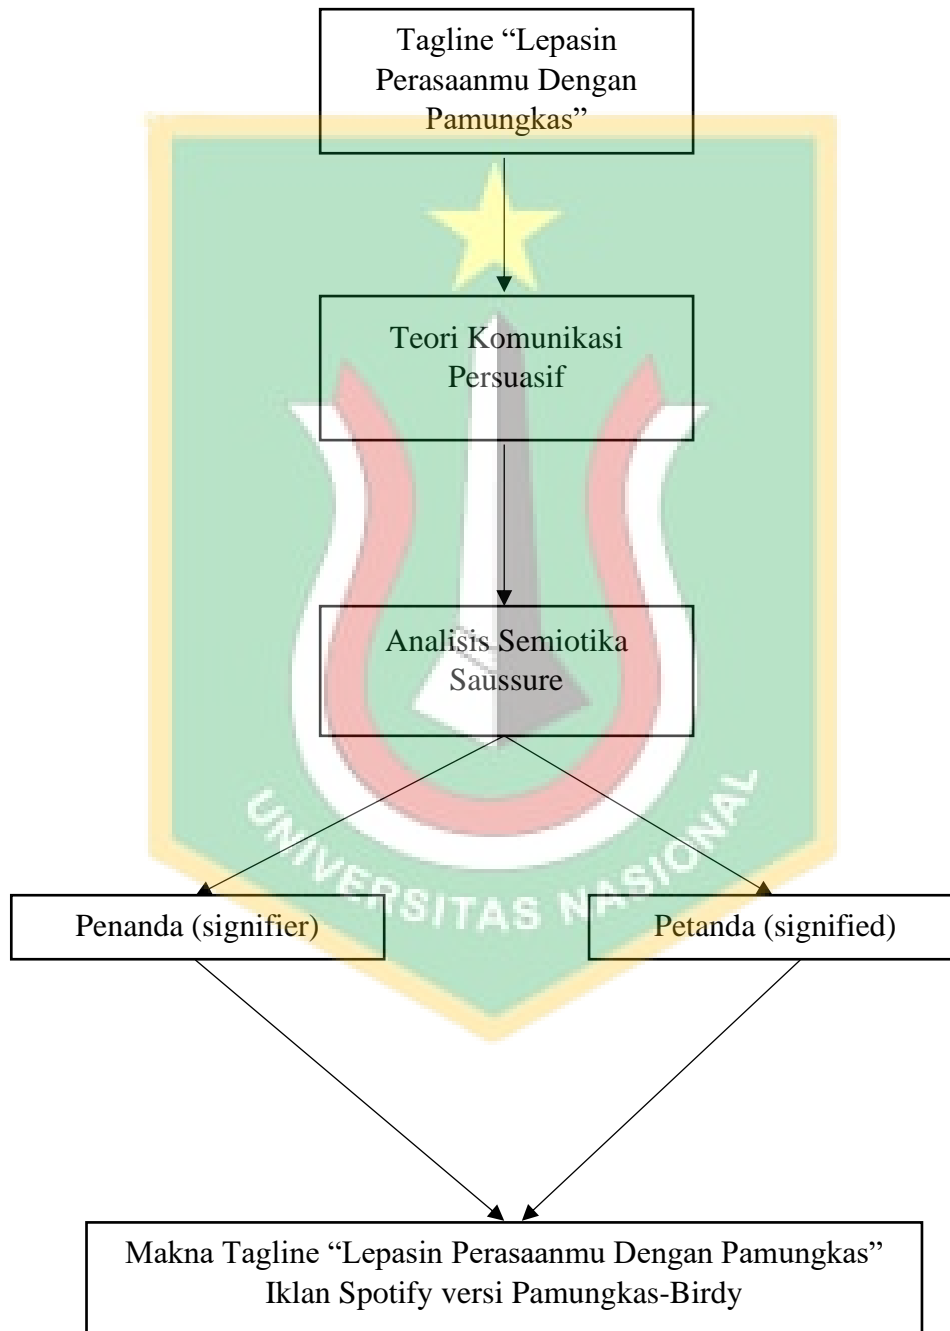 Tagline “Lepasin
Perasaanmu Dengan
Pamungkas”
Teori Komunikasi
Persuasif
Analisis Semiotika
Saussure
UNIVERSITAS NASIONAL
Penanda (signifier)
Petanda (signified)
Makna Tagline “Lepasin Perasaanmu Dengan Pamungkas”
Iklan Spotify versi Pamungkas-Birdy